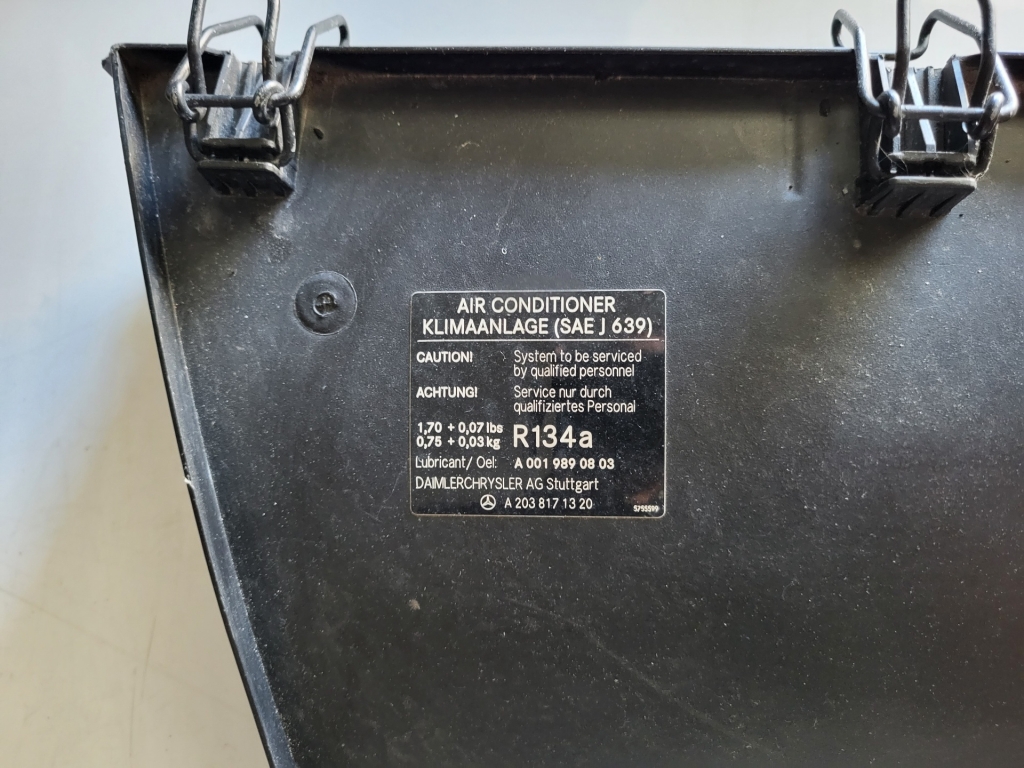 AIR CONDITIONER
KLIMAANLAGE (SAE J 639)
CAUTION! System to be serviced
by qualified personnel
ACHTUNG! Service nur durch
qualifiziertes Personal
1,70 + 0,07 lbs
0,75 + 0,03 kg R134a
Lubricant/ Oel: A 001 989 08 03
DAIMLERCHRYSLER AG Stuttgart
A 203 817 13 20 5755599